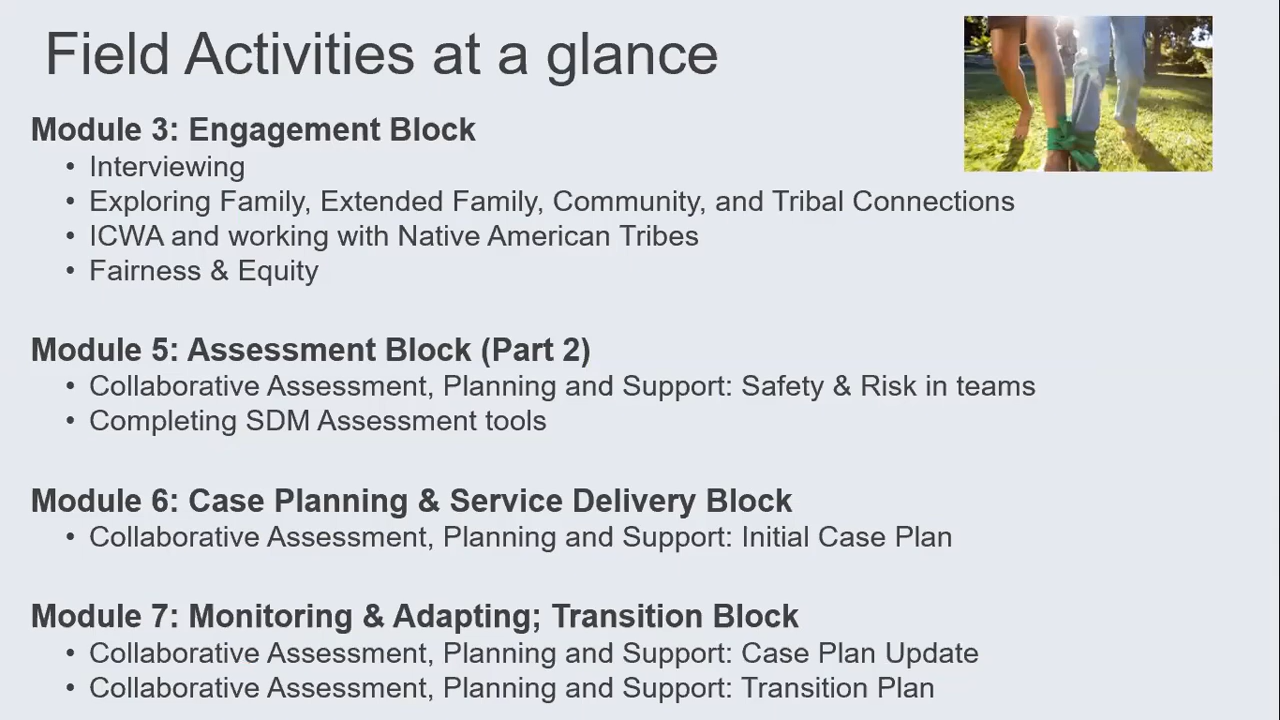 Field Activities at a glance
Module 3: Engagement Block
• Interviewing
• Exploring Family, Extended Family, Community, and Tribal Connections
• ICWA and working with Native American Tribes
• Fairness & Equity
Module 5: Assessment Block (Part 2)
• Collaborative Assessment, Planning and Support: Safety & Risk in teams
• Completing SDM Assessment tools
Module 6: Case Planning & Service Delivery Block
• Collaborative Assessment, Planning and Support: Initial Case Plan
Module 7: Monitoring & Adapting; Transition Block
• Collaborative Assessment, Planning and Support: Case Plan Update
• Collaborative Assessment, Planning and Support: Transition Plan